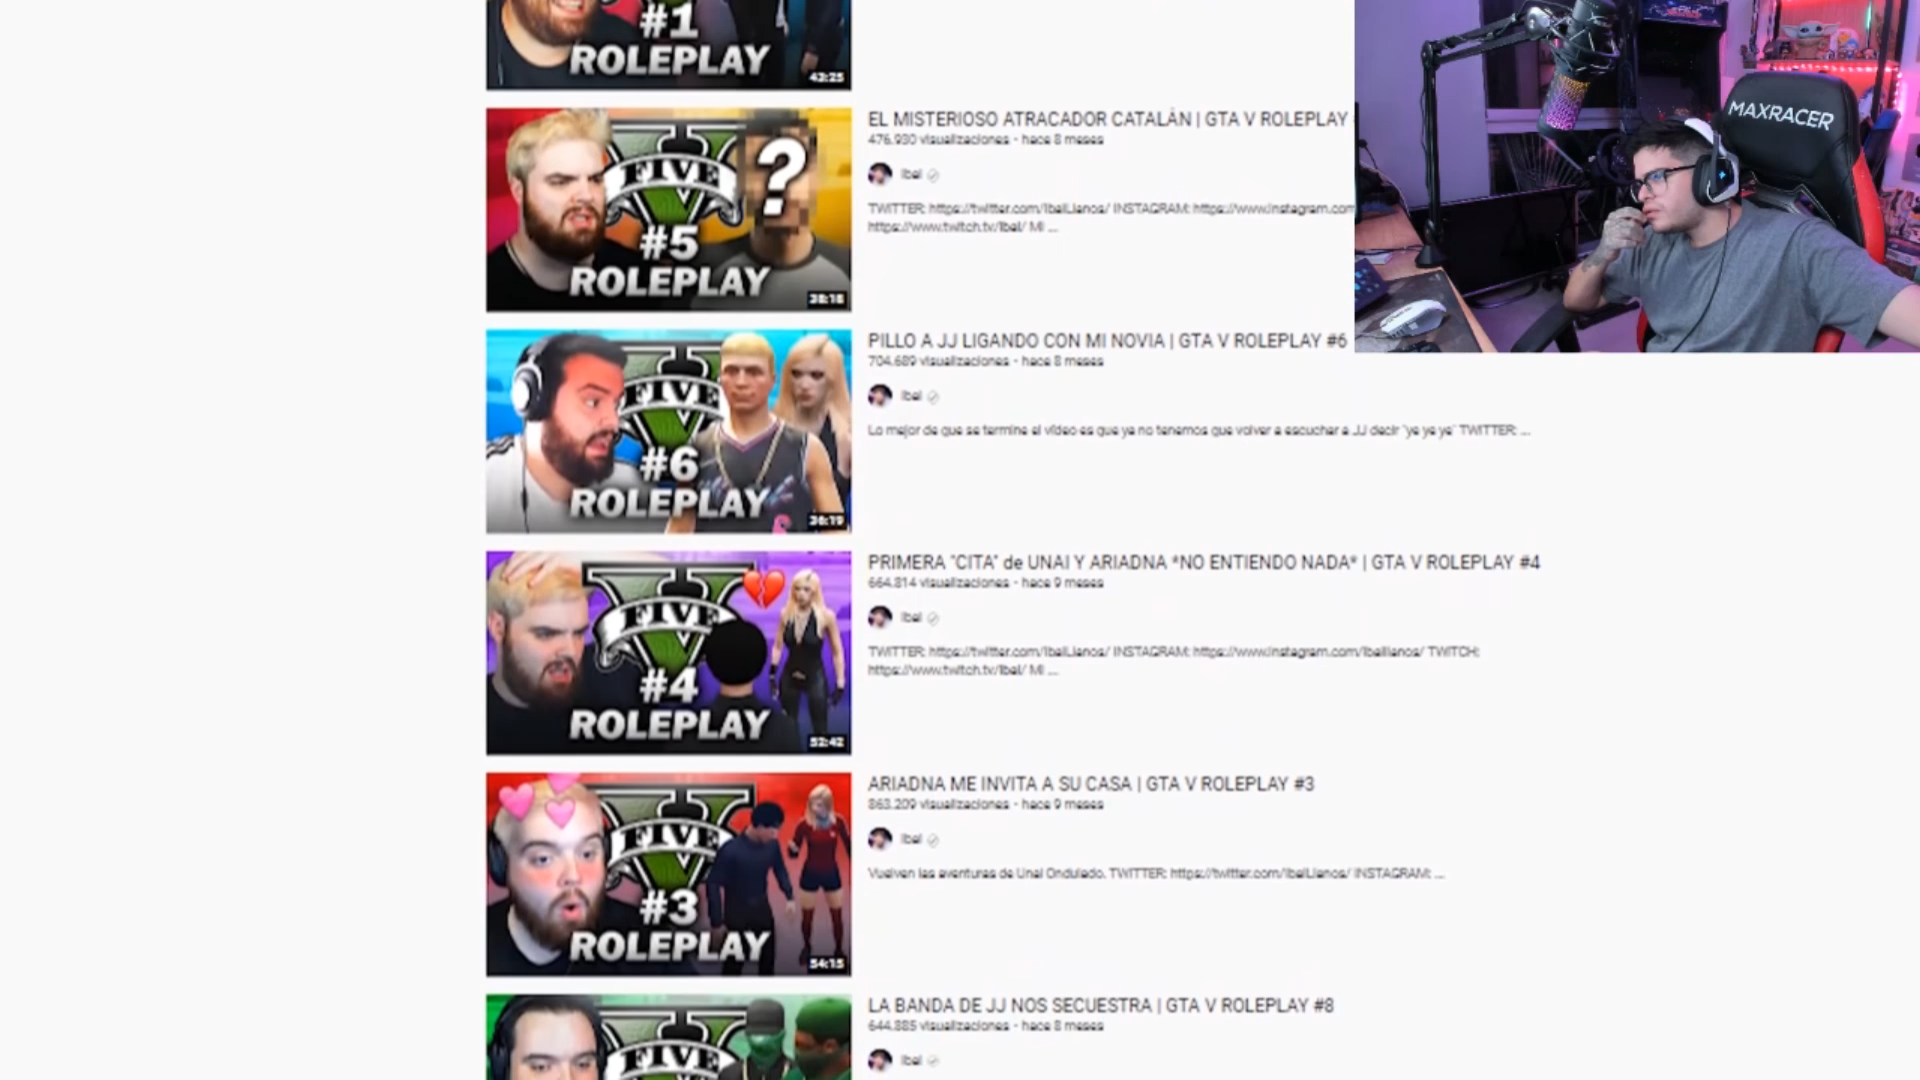 #1
ROLEPLAY
43:25
FIVE
?
#5
ROLEPLAY
38:18
EL MISTERIOSO ATRACADOR CATALÁN | GTA V ROLEPLAY
476.930 visualizaciones - hace 8 meses
Ibai
TWITTER: https://twitter.com/IbaiLlanos/ INSTAGRAM: https://www.instagram.com
https://www.twitch.tv/Ibai/ Mi ...
MAXRACER
FIVE
#6
ROLEPLAY
36:19
PILLO A JJ LIGANDO CON MI NOVIA | GTA V ROLEPLAY #6
704.689 visualizaciones - hace 8 meses
Ibai
Lo mejor de que se termine el vídeo es que ya no tenemos que volver a escuchar a JJ decir "ye ye ye" TWITTER: ...
FIVE
#4
ROLEPLAY
52:42
PRIMERA "CITA" de UNAI Y ARIADNA *NO ENTIENDO NADA* | GTA V ROLEPLAY #4
664.814 visualizaciones - hace 9 meses
Ibai
TWITTER: https://twitter.com/IbaiLlanos/ INSTAGRAM: https://www.instagram.com/ibaillanos/ TWITCH:
https://www.twitch.tv/Ibai/ Mi ...
FIVE
#3
ROLEPLAY
54:15
ARIADNA ME INVITA A SU CASA | GTA V ROLEPLAY #3
863.209 visualizaciones - hace 9 meses
Ibai
Vuelven las aventuras de Unai Ondulado. TWITTER: https://twitter.com/IbaiLlanos/ INSTAGRAM: ...
FIVE
LA BANDA DE JJ NOS SECUESTRA | GTA V ROLEPLAY #8
644.885 visualizaciones - hace 8 meses
Ibai